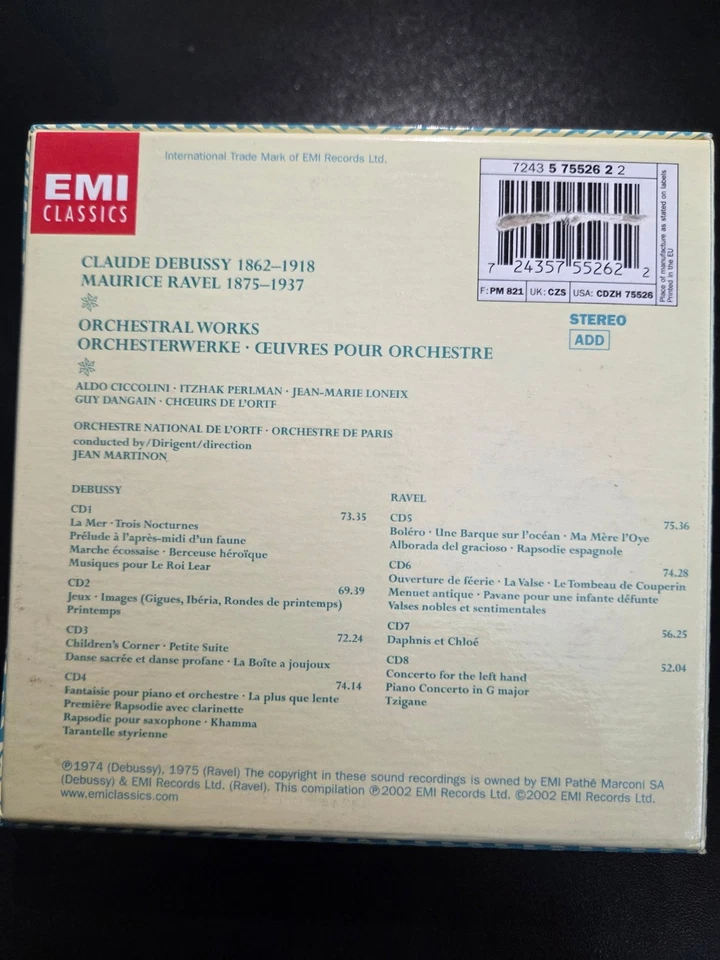 EMI
CLASSICS
International Trade Mark of EMI Records Ltd.
7243 5 75526 2 2
7 24357 55262 2
F: PM 821 UK: CZS USA: CDZH 75526
Place of manufacture as stated on labels
Printed in the EU
STEREO
ADD
CLAUDE DEBUSSY 1862–1918
MAURICE RAVEL 1875–1937
ORCHESTRAL WORKS
ORCHESTERWERKE · ŒUVRES POUR ORCHESTRE
ALDO CICCOLINI · ITZHAK PERLMAN · JEAN-MARIE LONEIX
GUY DANGAIN · CHŒURS DE L'ORTF
ORCHESTRE NATIONAL DE L'ORTF · ORCHESTRE DE PARIS
conducted by/Dirigent/direction
JEAN MARTINON
DEBUSSY
CD1 73.35
La Mer · Trois Nocturnes
Prélude à l'après-midi d'un faune
Marche écossaise · Berceuse héroïque
Musiques pour Le Roi Lear
CD2 69.39
Jeux · Images (Gigues, Ibéria, Rondes de printemps)
Printemps
CD3 72.24
Children's Corner · Petite Suite
Danse sacrée et danse profane · La Boîte a joujoux
CD4 74.14
Fantaisie pour piano et orchestre · La plus que lente
Première Rapsodie avec clarinette
Rapsodie pour saxophone · Khamma
Tarantelle styrienne
RAVEL
CD5 75.36
Boléro · Une Barque sur l'océan · Ma Mère l'Oye
Alborada del gracioso · Rapsodie espagnole
CD6 74.28
Ouverture de féerie · La Valse · Le Tombeau de Couperin
Menuet antique · Pavane pour une infante défunte
Valses nobles et sentimentales
CD7 56.25
Daphnis et Chloé
CD8 52.04
Concerto for the left hand
Piano Concerto in G major
Tzigane
℗1974 (Debussy), 1975 (Ravel) The copyright in these sound recordings is owned by EMI Pathé Marconi SA
(Debussy) & EMI Records Ltd. (Ravel). This compilation ℗2002 EMI Records Ltd. ©2002 EMI Records Ltd.
www.emiclassics.com